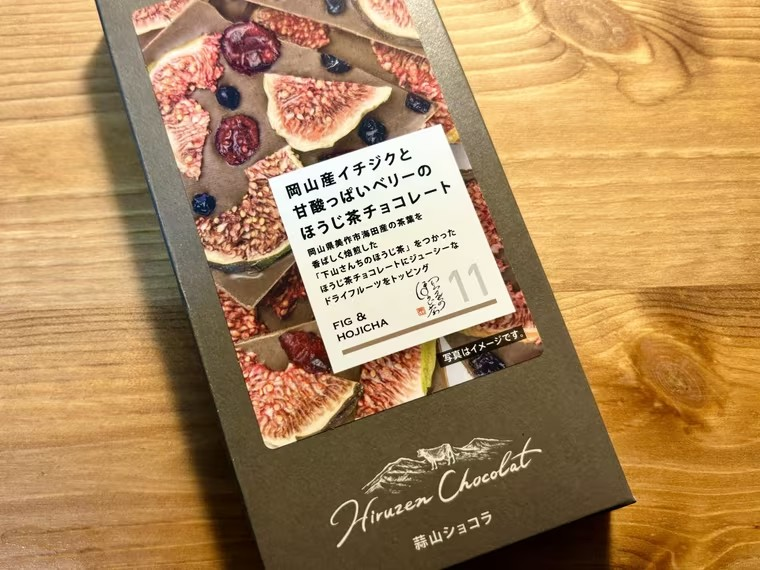 岡山産イチジクと
甘酸っぱいベリーの
ほうじ茶チョコレート
岡山県美作市海田産の茶葉を
香ばしく焙煎した
「下山さんちのほうじ茶」をつかった
ほうじ茶チョコレートにジューシーな
ドライフルーツをトッピング
FIG &
HOJICHA
11
写真はイメージです。
Hiruzen Chocolat
蒜山ショコラ